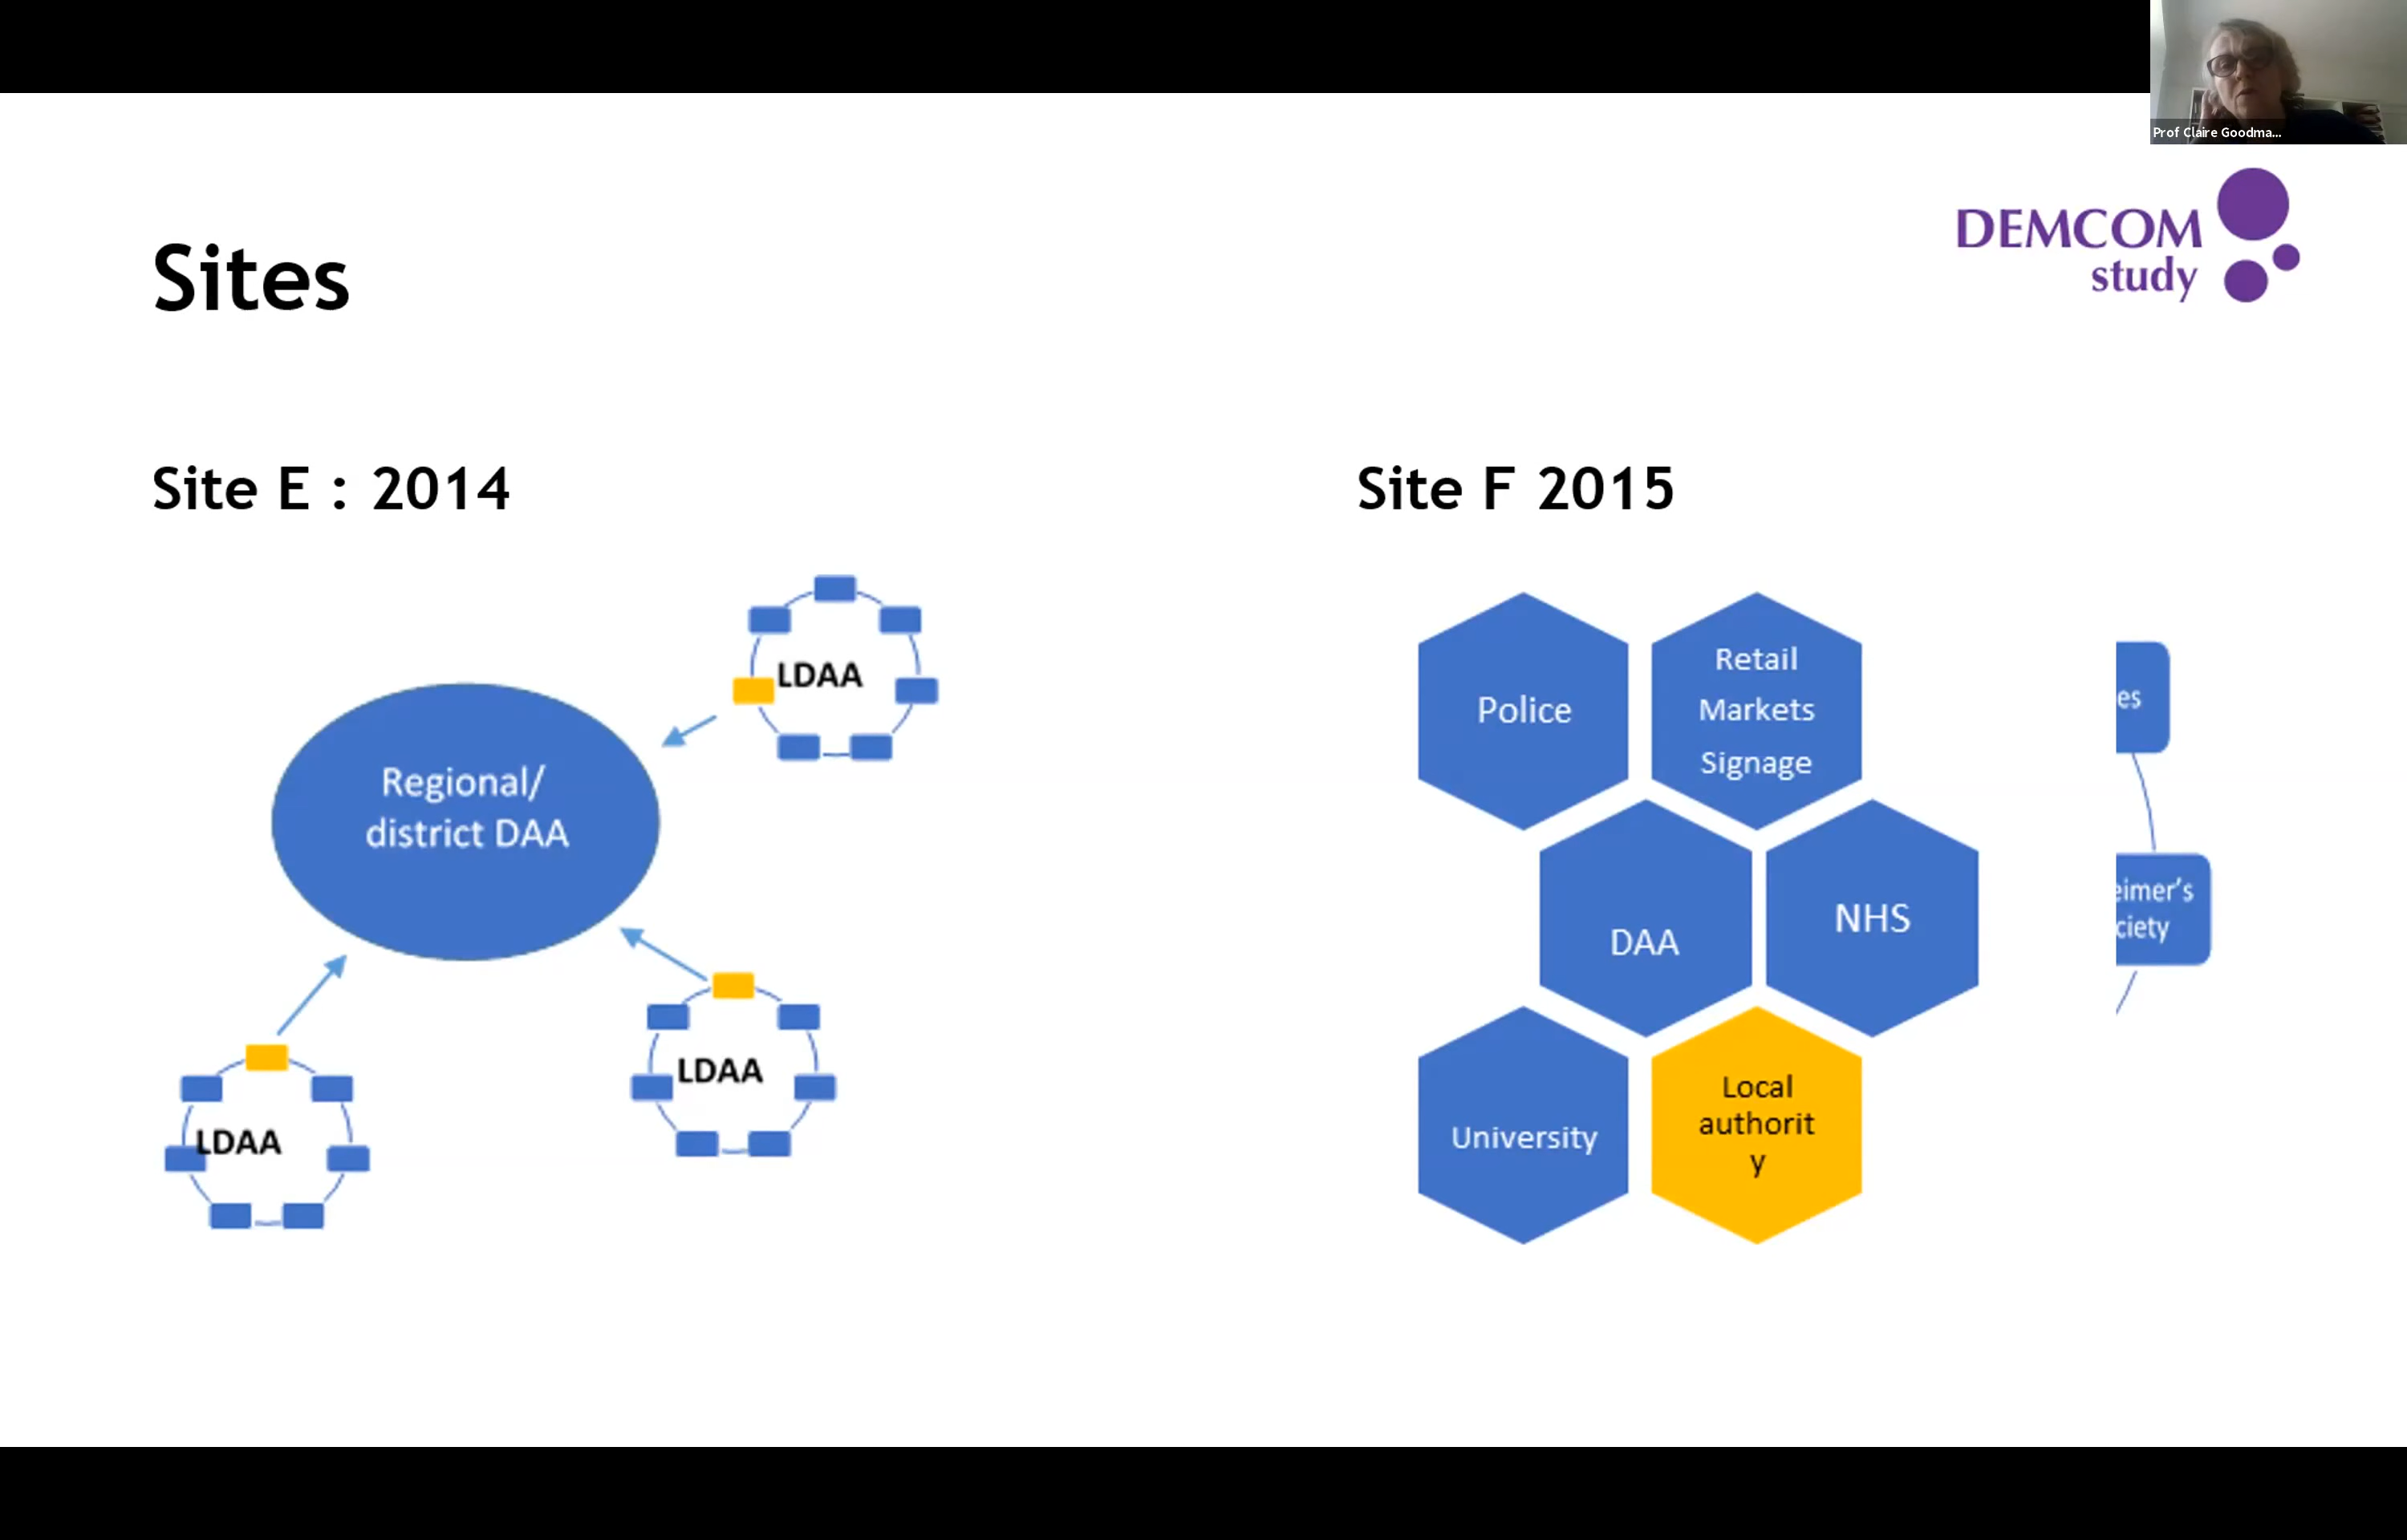 Prof Claire Goodma...
DEMCOM
study
Sites
Site E : 2014
Site F 2015
LDAA
Regional/
district DAA
LDAA
LDAA
Police
Retail
Markets
Signage
DAA
NHS
University
Local
authorit
y
es
eimer's
ciety